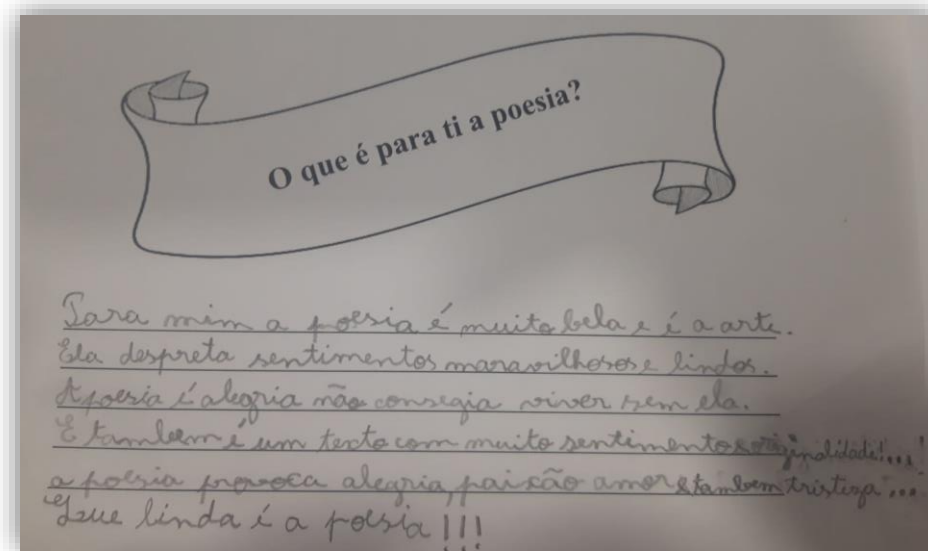 O que é para ti a poesia?
Para mim a poesia é muito bela e é a arte.
Ela despreta sentimentos maravilhosos e lindos.
A poesia é alegria não consegia viver sem ela.
E tambem é um texto com muito sentimento e originalidade!...!
a poesia provoca alegria, paixão amor e tambem tristeza...
Que linda é a poesia !!!